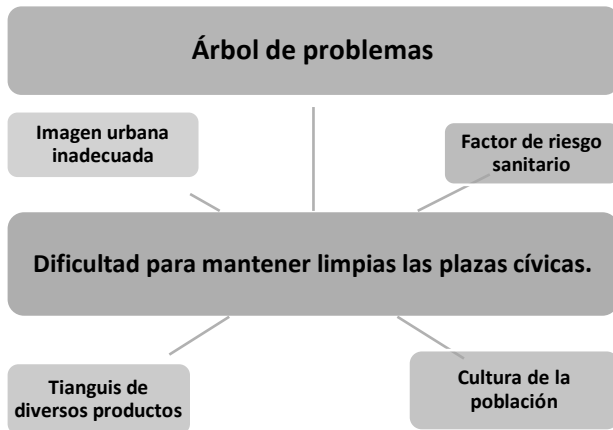 Árbol de problemas
Imagen urbana
inadecuada
Factor de riesgo
sanitario
Dificultad para mantener limpias las plazas cívicas.
Tianguis de
diversos productos
Cultura de la
población